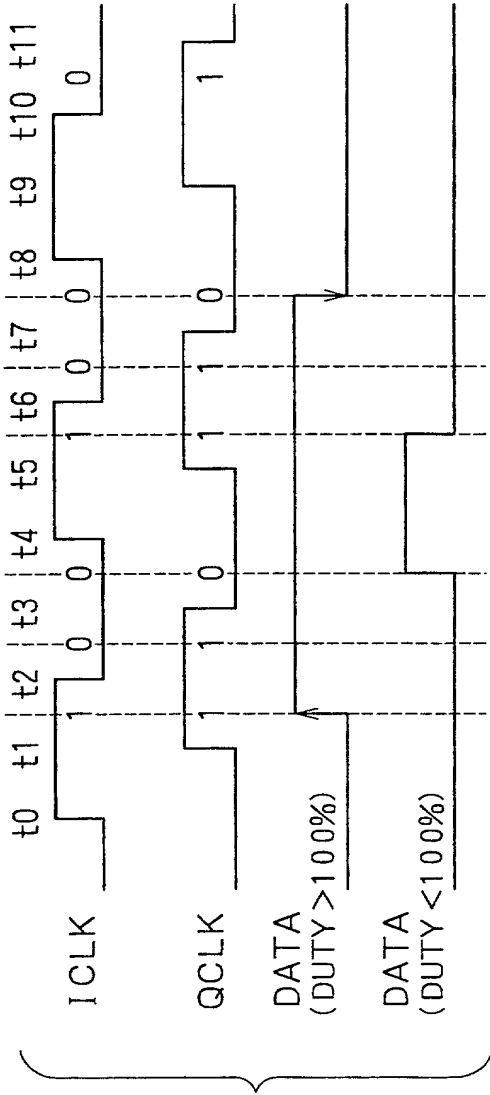 t0 t1 t2 t3 t4 t5 t6 t7 t8 t9 t10 t11
ICLK 1 0 0 1 0 0 0
QCLK 1 1 0 1 1 0 1
DATA
(DUTY>100%)
DATA
(DUTY<100%)